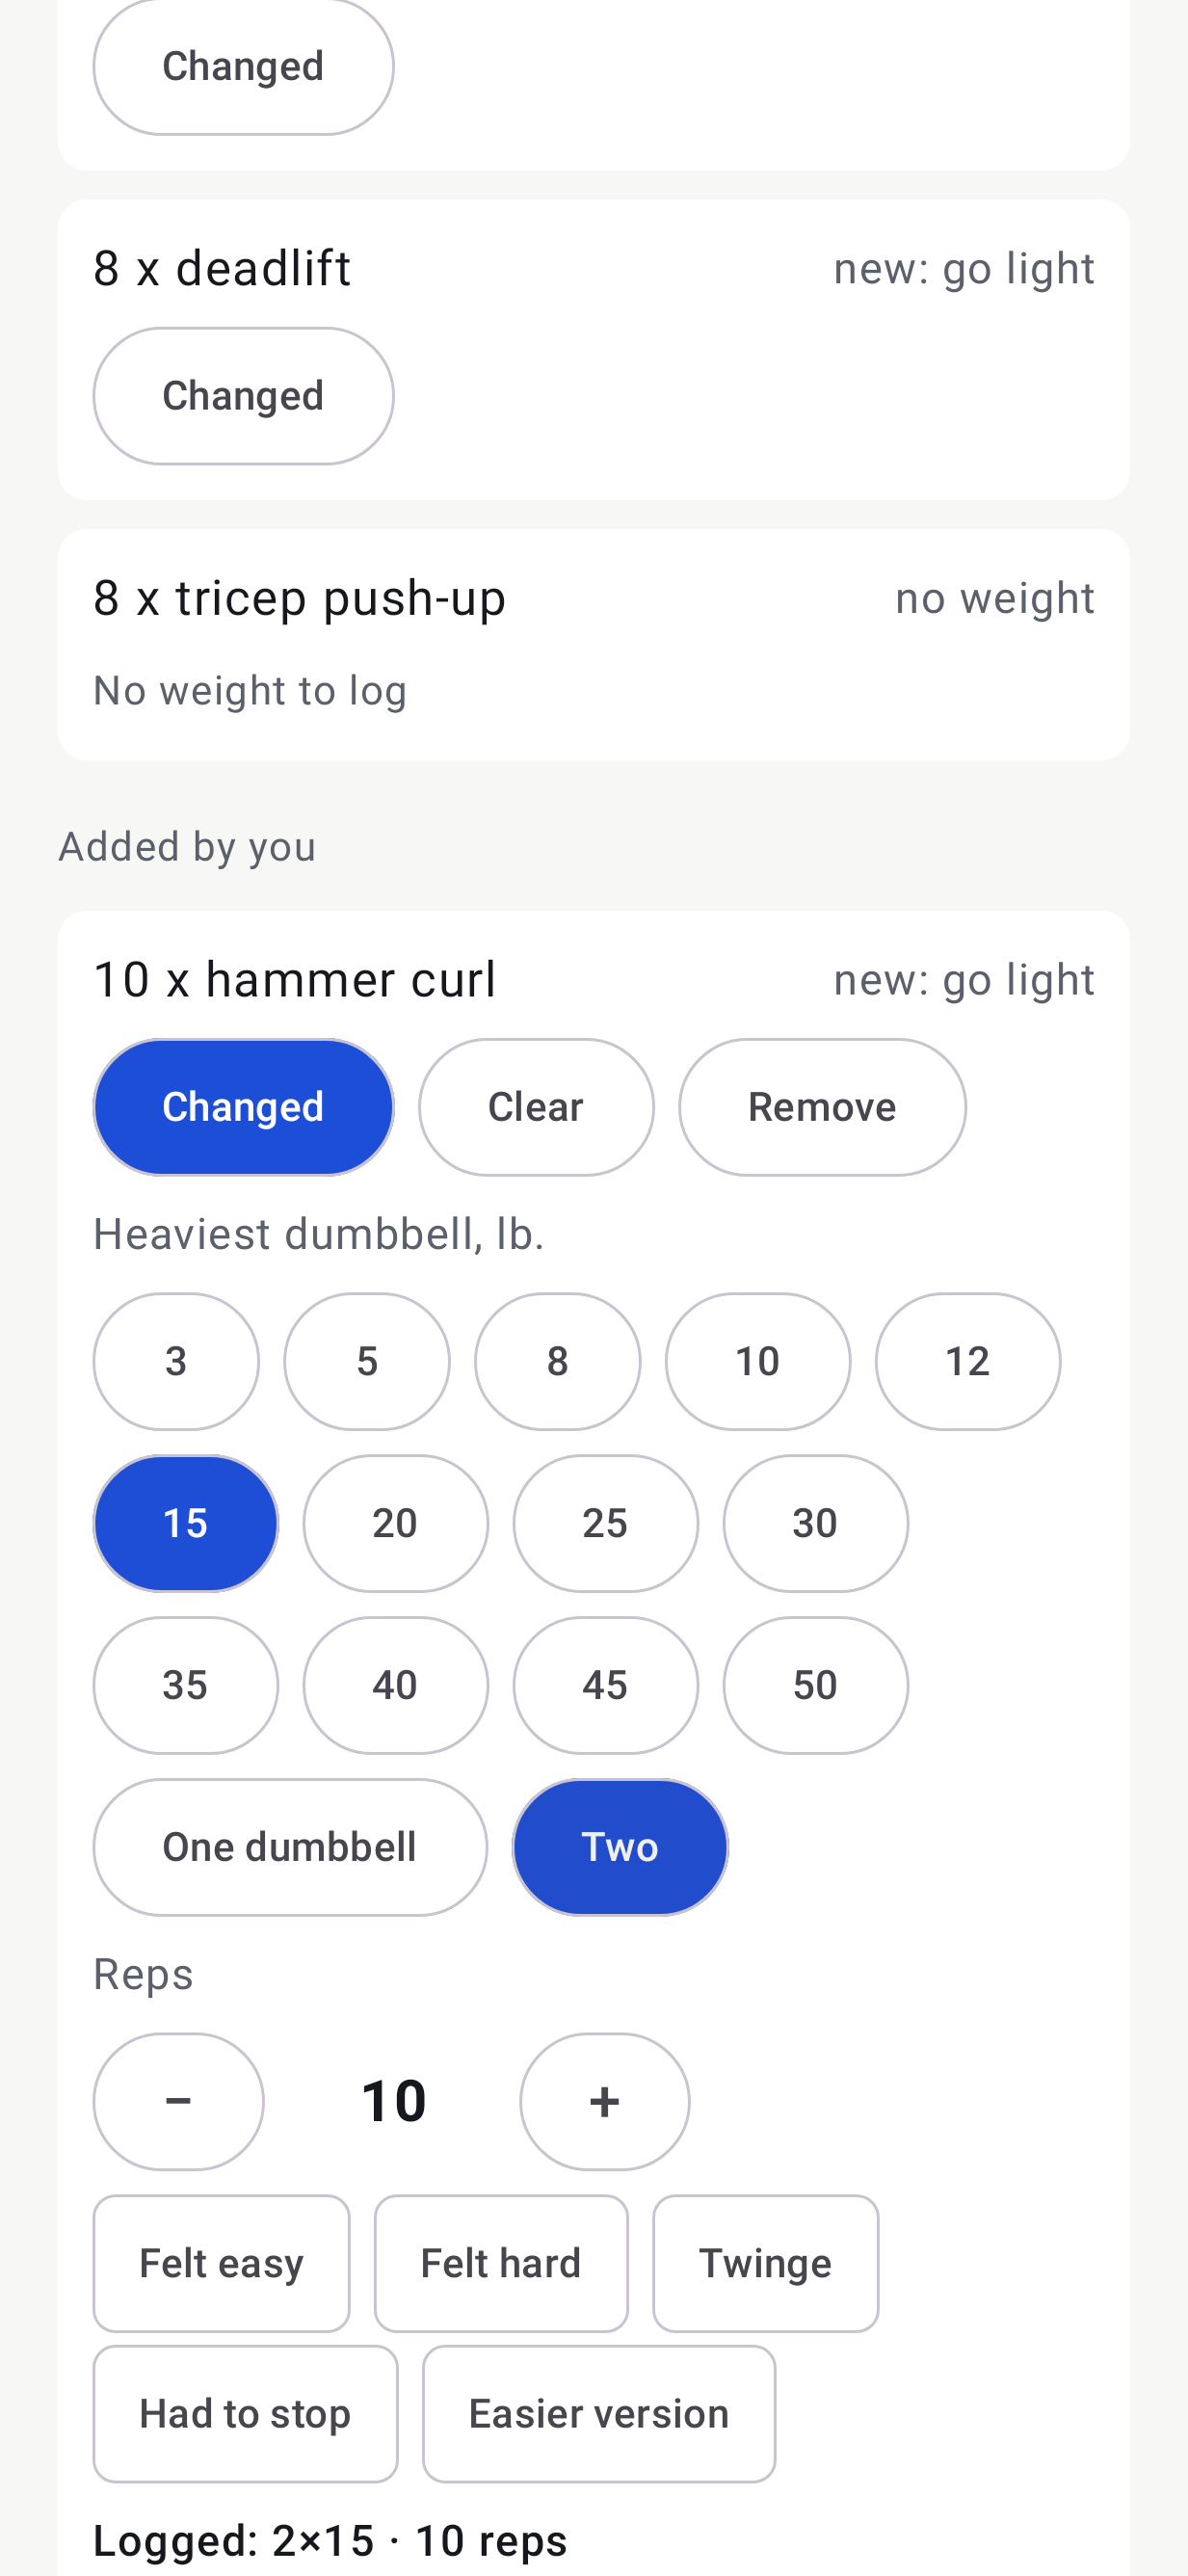 Changed
8 x deadlift new: go light
Changed
8 x tricep push-up no weight
No weight to log
Added by you
10 x hammer curl new: go light
Changed Clear Remove
Heaviest dumbbell, lb.
3 5 8 10 12
15 20 25 30
35 40 45 50
One dumbbell Two
Reps
− 10 +
Felt easy Felt hard Twinge
Had to stop Easier version
Logged: 2×15 · 10 reps